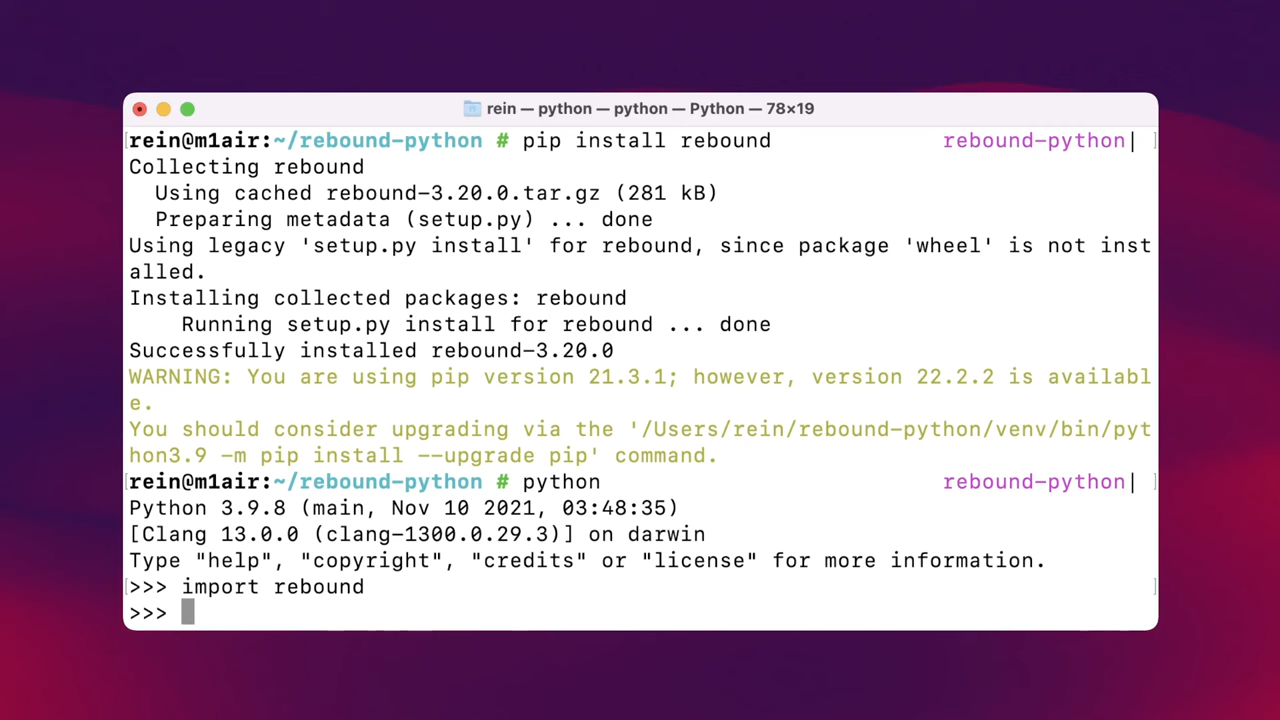 rein — python — python — Python — 78×19
rein@m1air:~/rebound-python # pip install rebound rebound-python|
Collecting rebound
  Using cached rebound-3.20.0.tar.gz (281 kB)
  Preparing metadata (setup.py) ... done
Using legacy 'setup.py install' for rebound, since package 'wheel' is not inst
alled.
Installing collected packages: rebound
    Running setup.py install for rebound ... done
Successfully installed rebound-3.20.0
WARNING: You are using pip version 21.3.1; however, version 22.2.2 is availabl
e.
You should consider upgrading via the '/Users/rein/rebound-python/venv/bin/pyt
hon3.9 -m pip install --upgrade pip' command.
rein@m1air:~/rebound-python # python rebound-python|
Python 3.9.8 (main, Nov 10 2021, 03:48:35)
[Clang 13.0.0 (clang-1300.0.29.3)] on darwin
Type "help", "copyright", "credits" or "license" for more information.
>>> import rebound
>>>